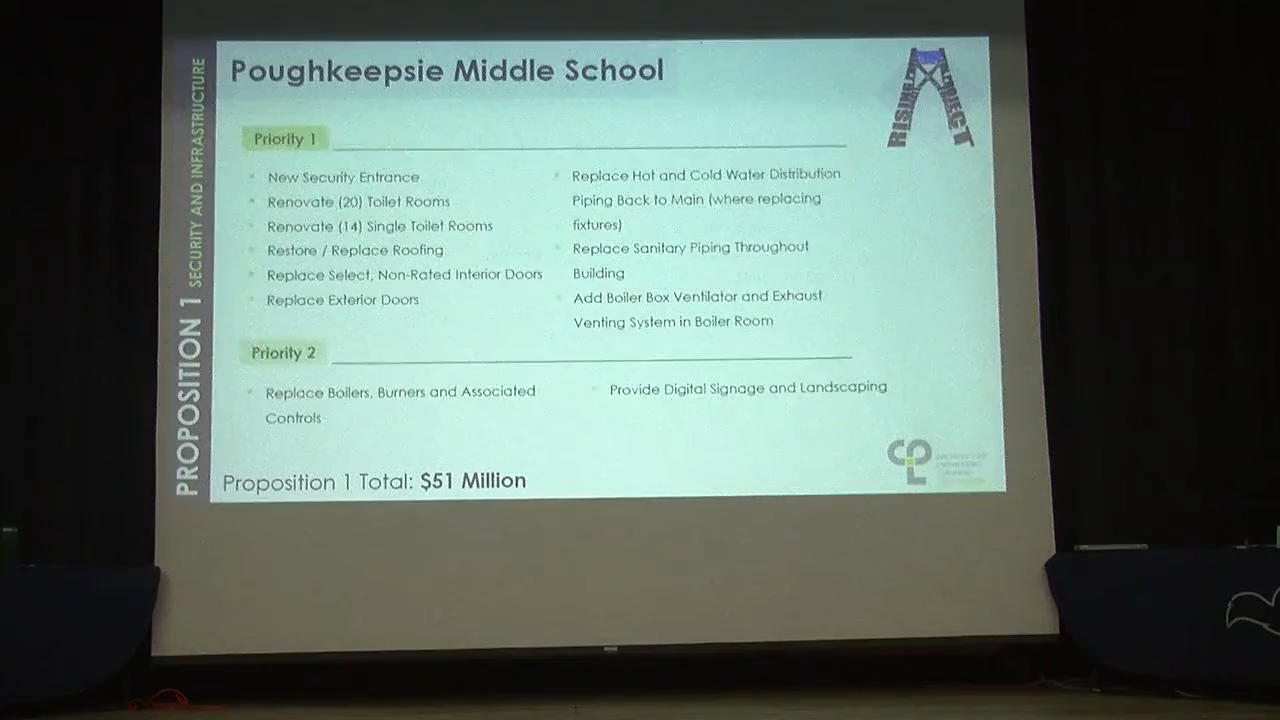 PROPOSITION 1 SECURITY AND INFRASTRUCTURE
Poughkeepsie Middle School
RISING
PROJECT
Priority 1
New Security Entrance
Renovate (20) Toilet Rooms
Renovate (14) Single Toilet Rooms
Restore / Replace Roofing
Replace Select, Non-Rated Interior Doors
Replace Exterior Doors
Replace Hot and Cold Water Distribution
Piping Back to Main (where replacing
fixtures)
Replace Sanitary Piping Throughout
Building
Add Boiler Box Ventilator and Exhaust
Venting System in Boiler Room
Priority 2
Replace Boilers, Burners and Associated
Controls
Provide Digital Signage and Landscaping
Proposition 1 Total: $51 Million
CPL